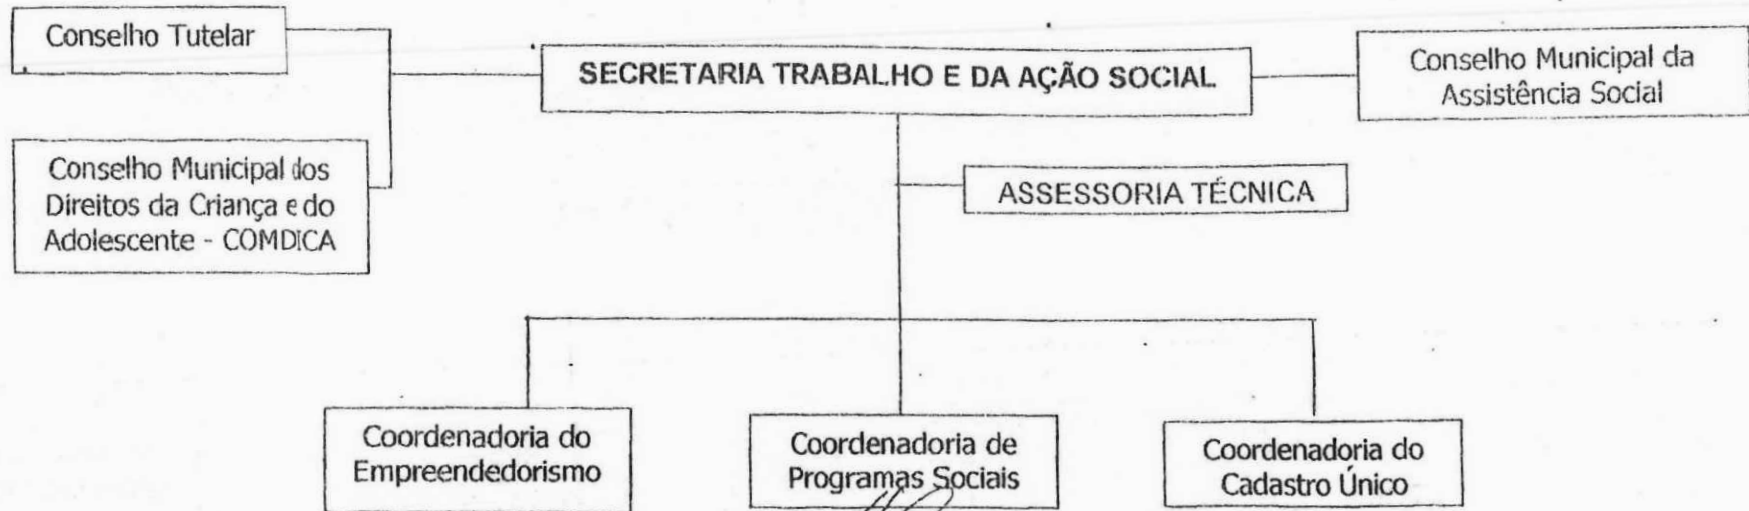 Conselho Tutelar
SECRETARIA TRABALHO E DA AÇÃO SOCIAL
Conselho Municipal da
Assistência Social
Conselho Municipal dos
Direitos da Criança e do
Adolescente - COMDICA
ASSESSORIA TÉCNICA
Coordenadoria do
Empreendedorismo
Coordenadoria de
Programas Sociais
Coordenadoria do
Cadastro Único